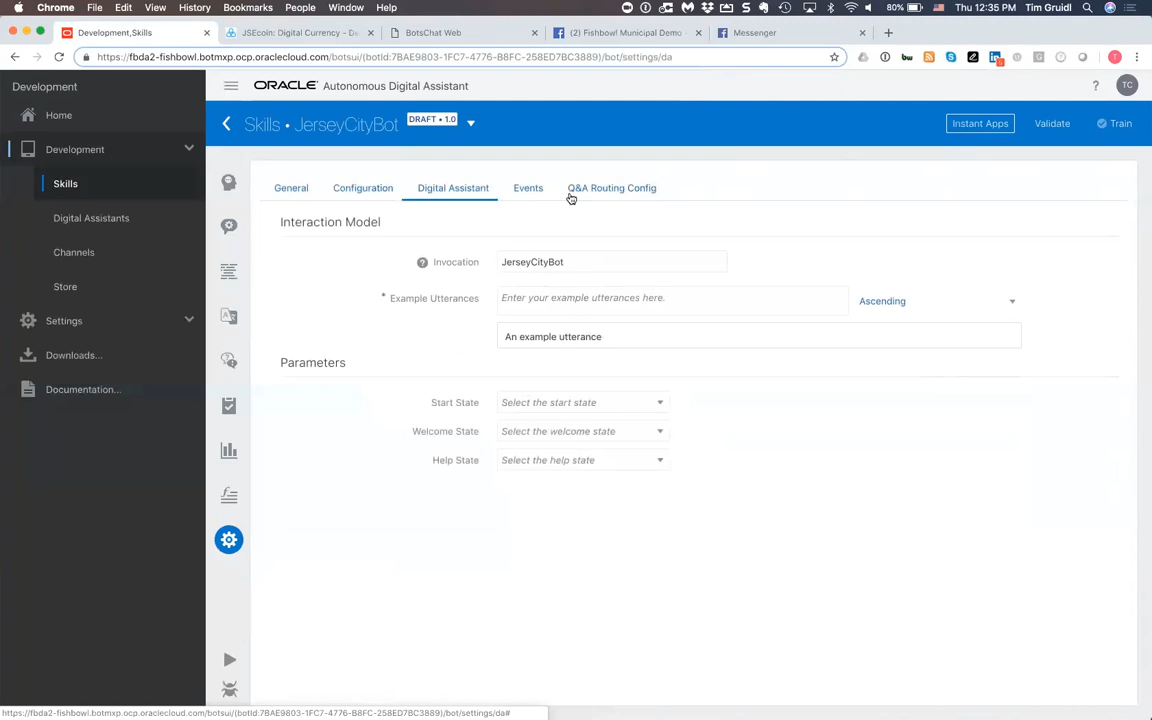 Chrome File Edit View History Bookmarks People Window Help 80% Thu 12:35 PM Tim Gruidl
Development,Skills JSEcoin: Digital Currency - De BotsChat Web (2) Fishbowl Municipal Demo - Messenger
https://fbda2-fishbowl.botmxp.ocp.oraclecloud.com/botsui/(botId:7BAE9803-1FC7-4776-B8FC-258ED7BC3889)/bot/settings/da
Development
ORACLE Autonomous Digital Assistant ? TC
Home
Skills • JerseyCityBot DRAFT • 1.0 Instant Apps Validate Train
Development
Skills
General Configuration Digital Assistant Events Q&A Routing Config
Digital Assistants
Interaction Model
Channels
? Invocation JerseyCityBot
Store
* Example Utterances Enter your example utterances here. Ascending
Settings
An example utterance
Downloads...
Parameters
Documentation...
Start State Select the start state
Welcome State Select the welcome state
Help State Select the help state
https://fbda2-fishbowl.botmxp.ocp.oraclecloud.com/botsui/(botId:7BAE9803-1FC7-4776-B8FC-258ED7BC3889)/bot/settings/da#